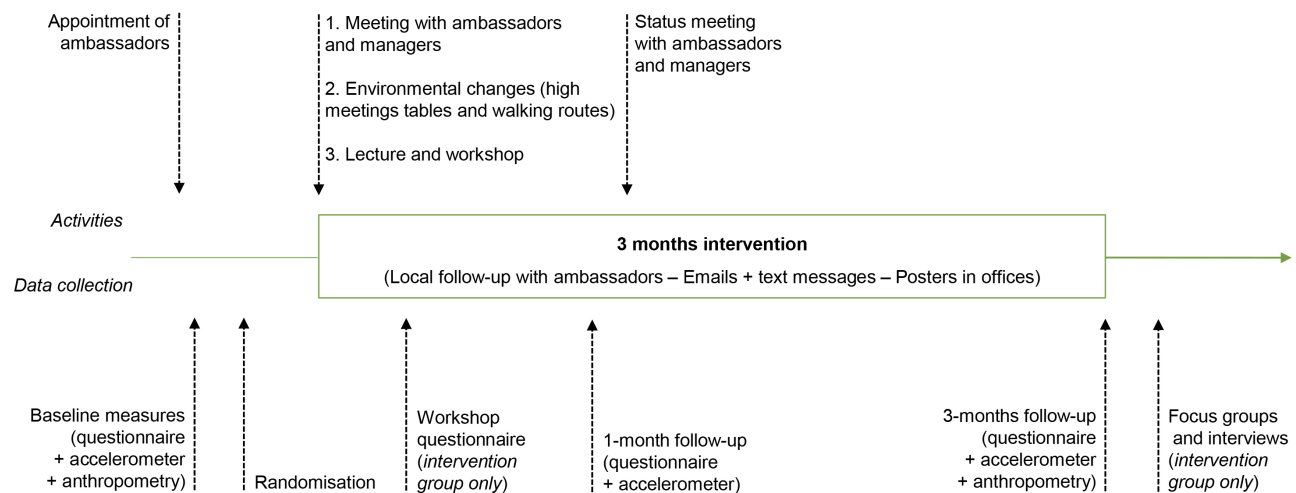 Appointment of
ambassadors
1. Meeting with ambassadors
and managers
2. Environmental changes (high
meetings tables and walking routes)
3. Lecture and workshop
Status meeting
with ambassadors
and managers
Activities
Data collection
3 months intervention
(Local follow-up with ambassadors – Emails + text messages – Posters in offices)
Baseline measures
(questionnaire
+ accelerometer
+ anthropometry)
Randomisation
Workshop
questionnaire
(intervention
group only)
1-month follow-up
(questionnaire
+ accelerometer)
3-months follow-up
(questionnaire
+ accelerometer
+ anthropometry)
Focus groups
and interviews
(intervention
group only)